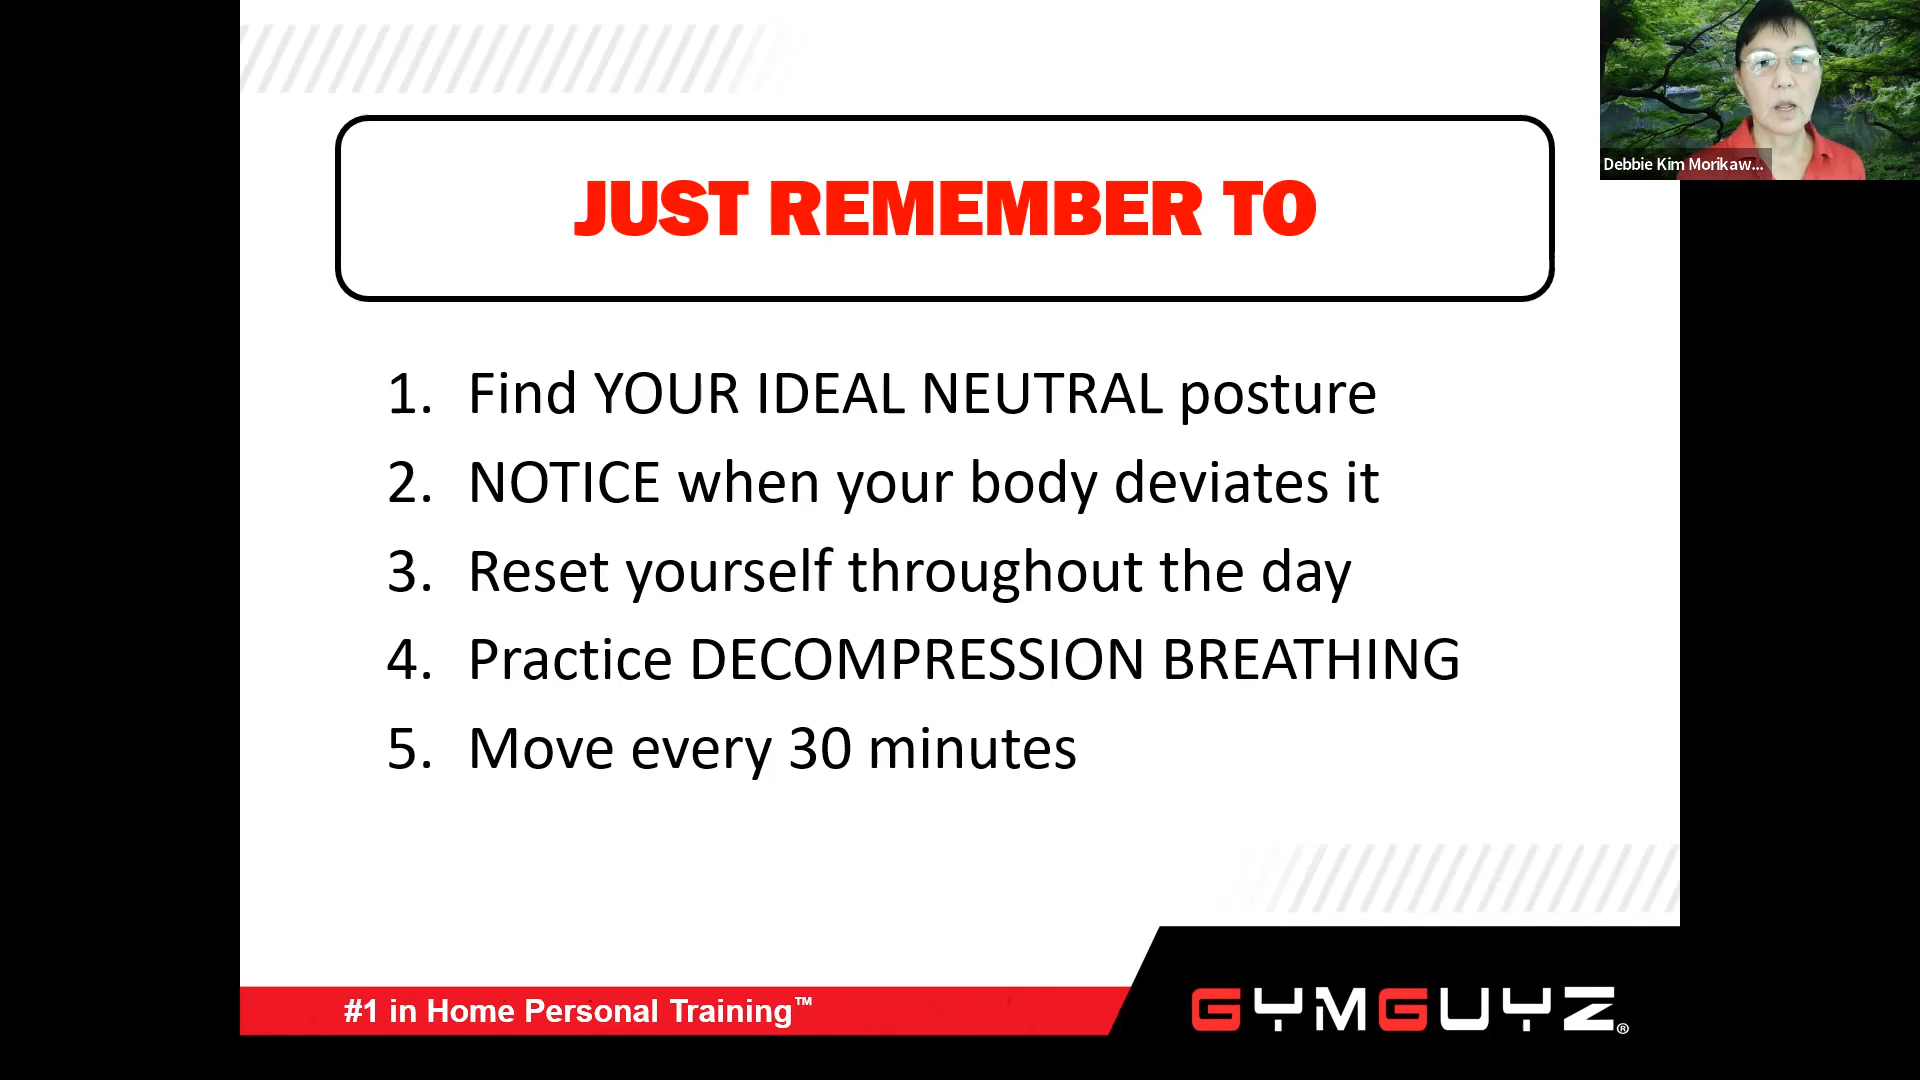 JUST REMEMBER TO
Debbie Kim Morikaw...
1. Find YOUR IDEAL NEUTRAL posture
2. NOTICE when your body deviates it
3. Reset yourself throughout the day
4. Practice DECOMPRESSION BREATHING
5. Move every 30 minutes
#1 in Home Personal Training™
GYMGUYZ®